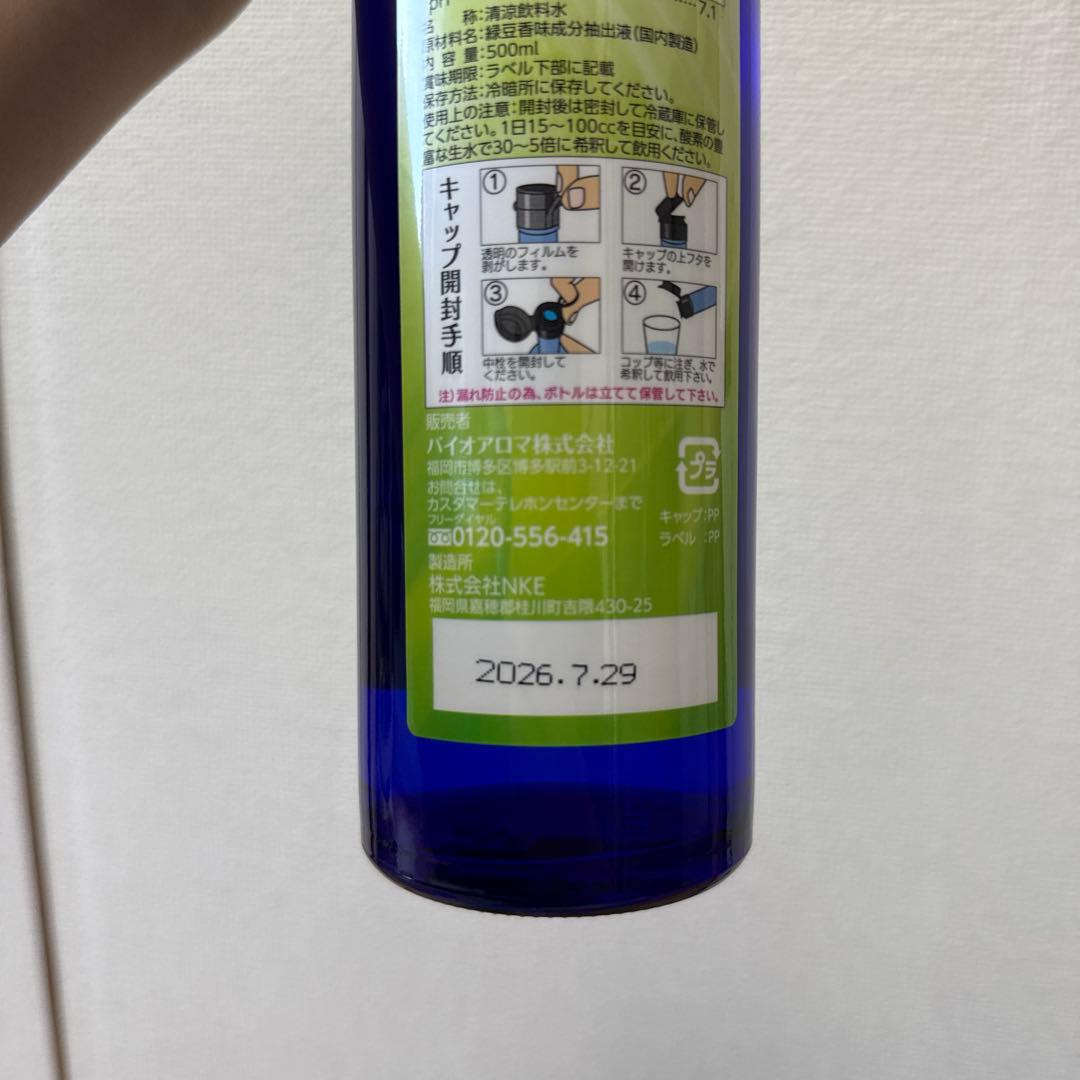 pH ……7.1
名　　称:清涼飲料水
原材料名:緑豆香味成分抽出液(国内製造)
内 容 量:500ml
賞味期限:ラベル下部に記載
保存方法:冷暗所に保存してください。
使用上の注意:開封後は密封して冷蔵庫に保管し
てください。1日15〜100ccを目安に、酸素の豊
富な生水で30〜5倍に希釈して飲用ください。
キャップ開封手順
①
透明のフィルムを
剥がします。
②
キャップの上フタを
開けます。
③
中栓を開封して
ください。
④
コップ等に注ぎ、水で
希釈して飲用下さい。
注)漏れ防止の為、ボトルは立てて保管して下さい。
販売者
バイオアロマ株式会社
福岡市博多区博多駅前3-12-21
お問合せは、
カスタマーテレホンセンターまで
フリーダイヤル
0120-556-415
プラ
キャップ:PP
ラベル :PP
製造所
株式会社NKE
福岡県嘉穂郡桂川町吉隈430-25
2026.7.29